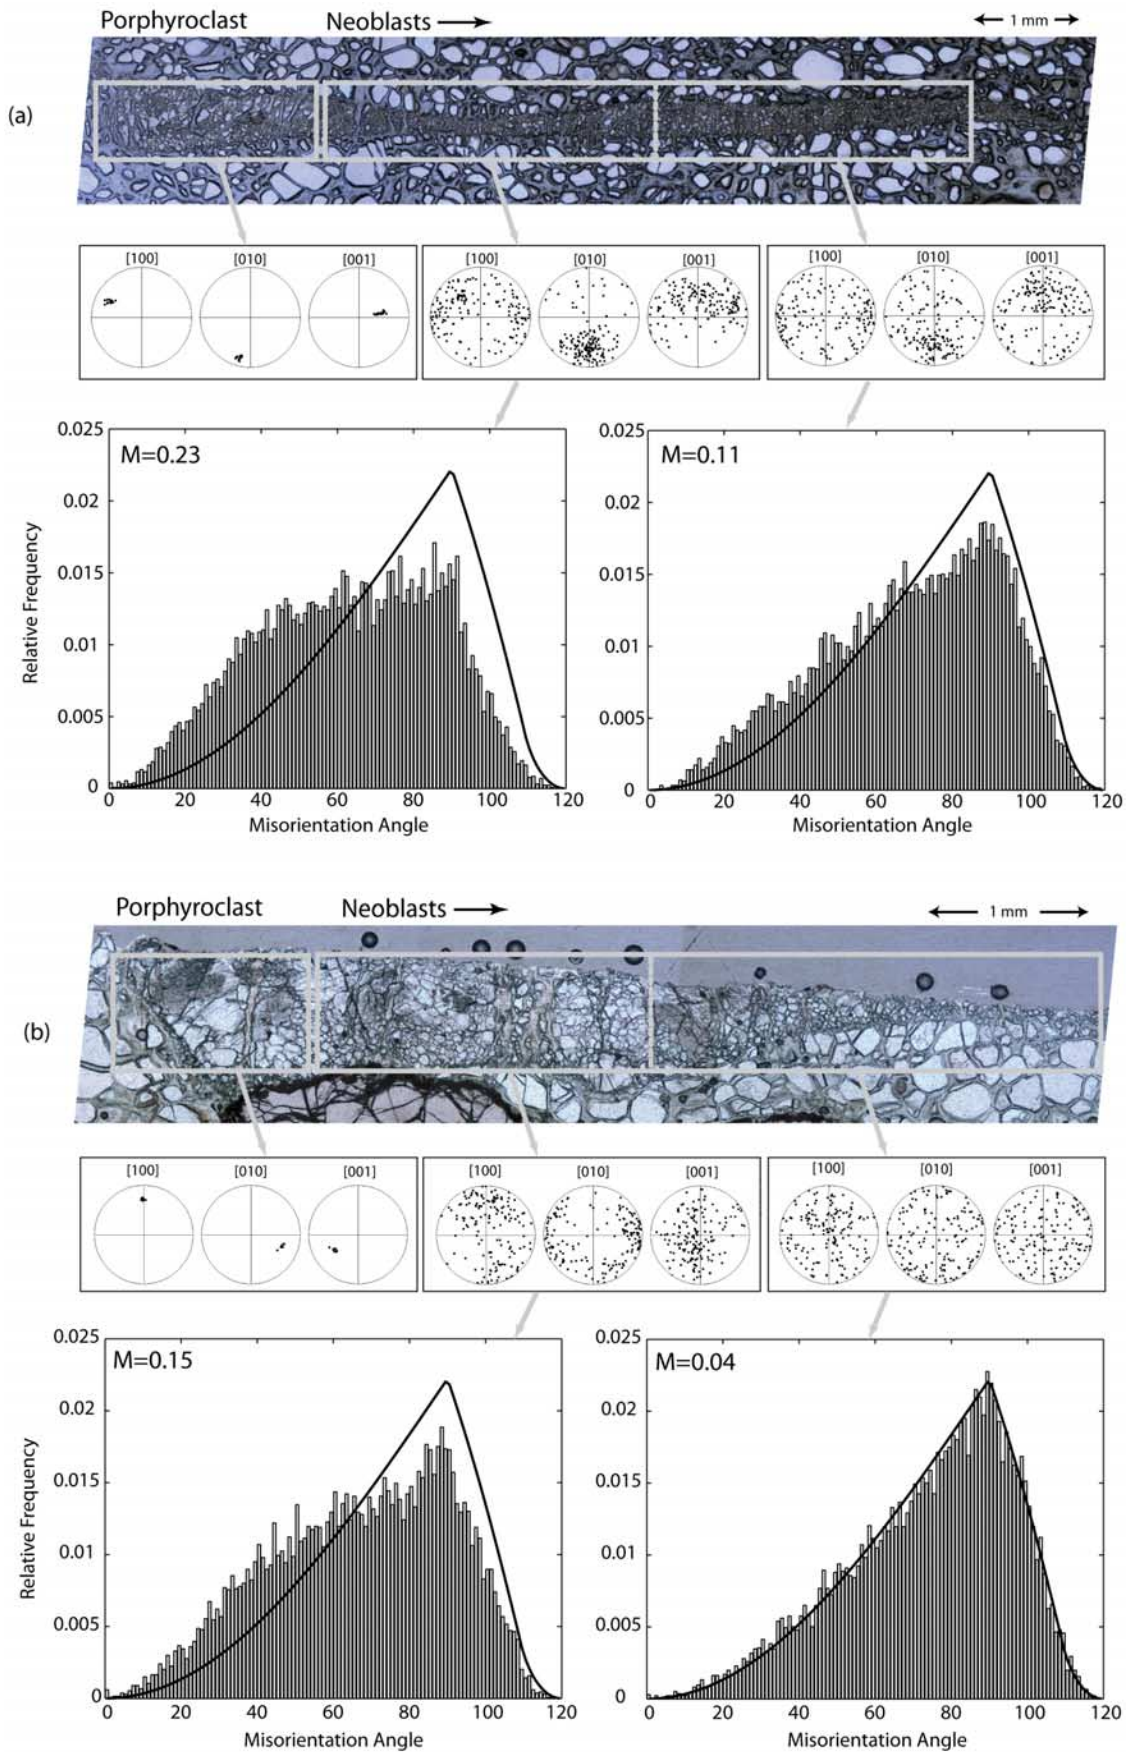 Porphyroclast Neoblasts 1 mm
(a)
[100] [010] [001] [100] [010] [001] [100] [010] [001]
M=0.23 M=0.11
0.025 0.025
0.02 0.02
0.015 0.015
0.01 0.01
0.005 0.005
0 0
0 20 40 60 80 100 120 0 20 40 60 80 100 120
Relative Frequency
Misorientation Angle Misorientation Angle
Porphyroclast Neoblasts 1 mm
(b)
[100] [010] [001] [100] [010] [001] [100] [010] [001]
M=0.15 M=0.04
0.025 0.025
0.02 0.02
0.015 0.015
0.01 0.01
0.005 0.005
0 0
0 20 40 60 80 100 120 0 20 40 60 80 100 120
Relative Frequency
Misorientation Angle Misorientation Angle